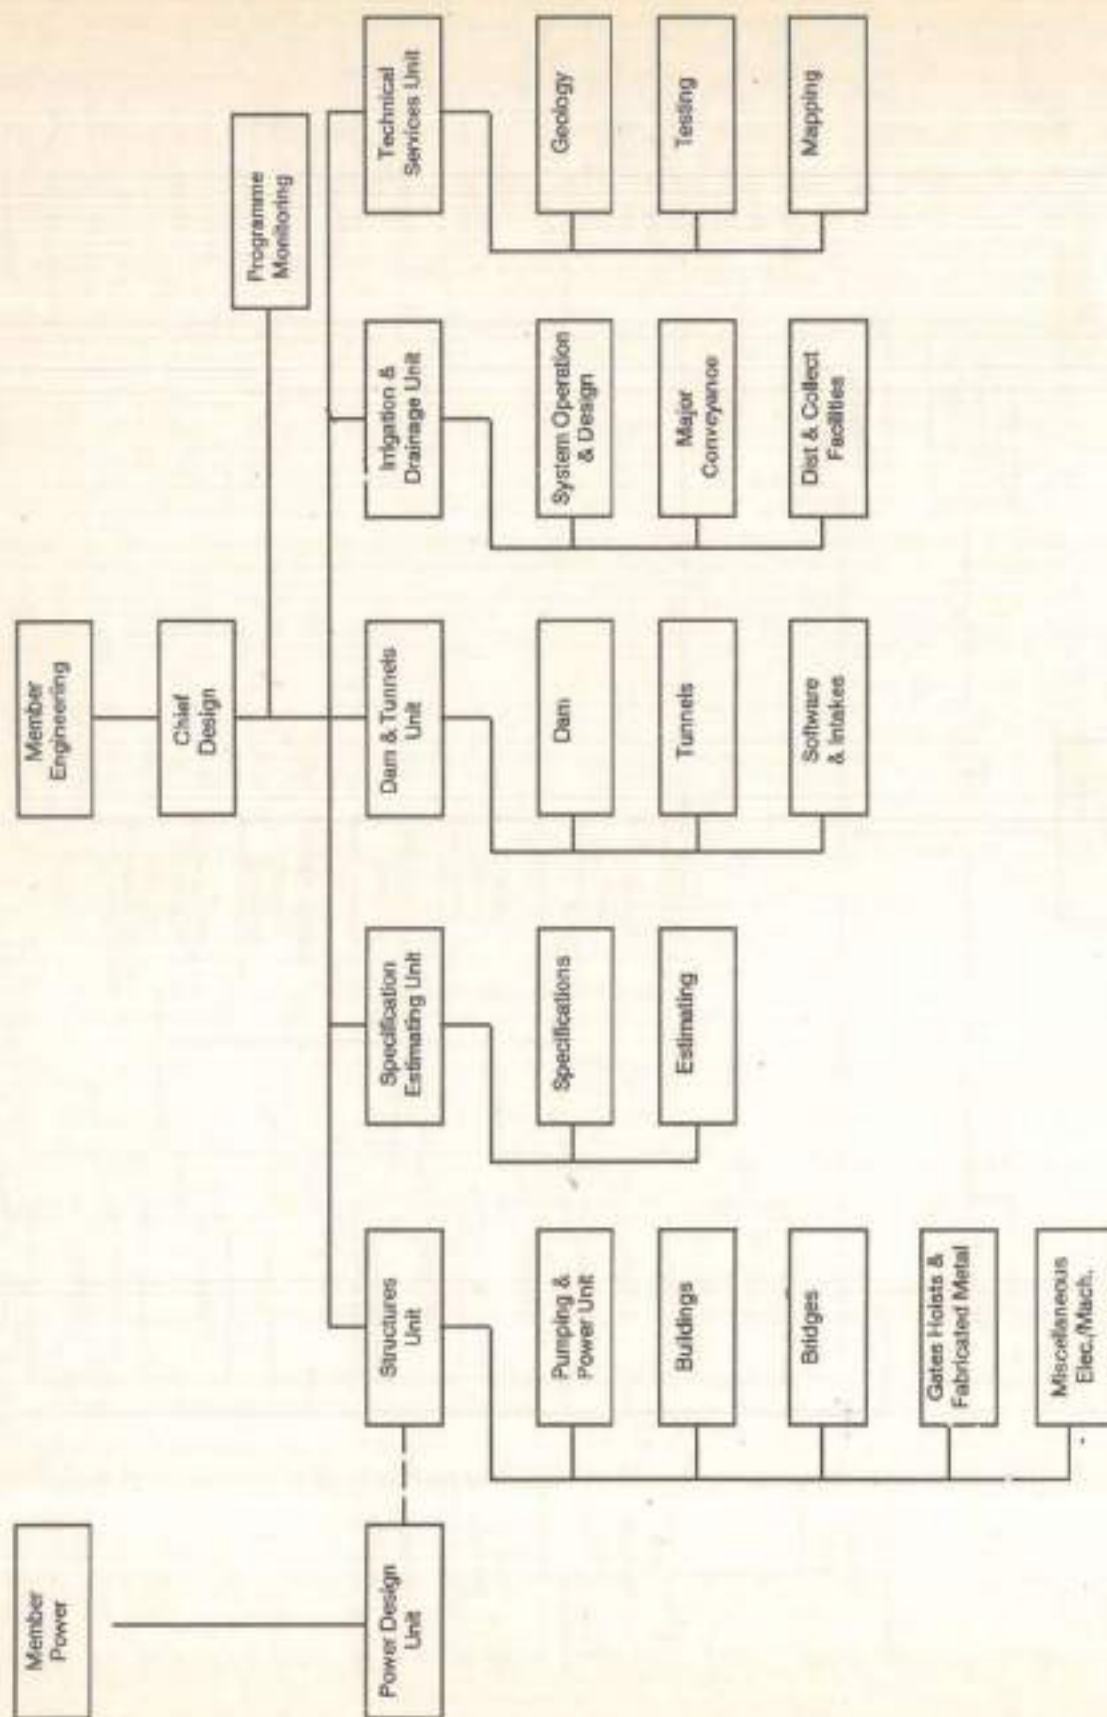 Member
Power
Member
Engineering
Chief
Design
Programme
Monitoring
Power Design
Unit
Structures
Unit
Specification
Estimating Unit
Dam & Tunnels
Unit
Irrigation &
Drainage Unit
Technical
Services Unit
Pumping &
Power Unit
Buildings
Bridges
Gates Hoists &
Fabricated Metal
Miscellaneous
Elec./Mach.
Specifications
Estimating
Dam
Tunnels
Software
& Intakes
System Operation
& Design
Major
Conveyance
Dist & Collect
Facilities
Geology
Testing
Mapping